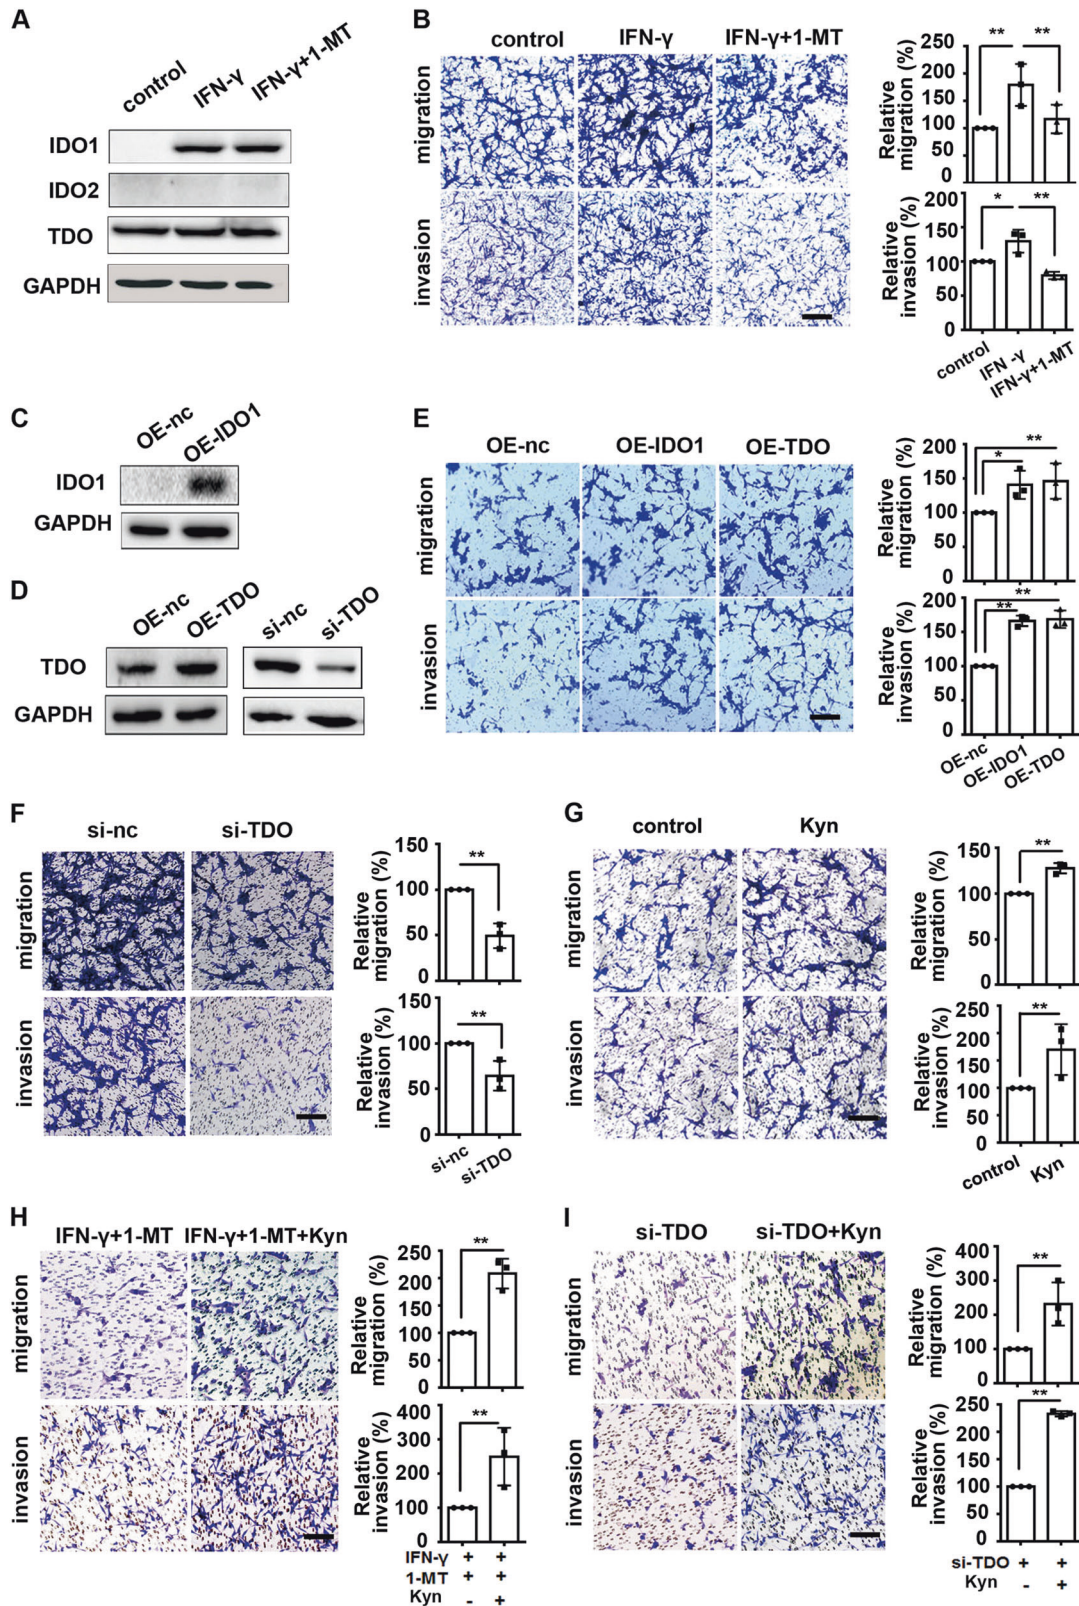 A
control
IFN-γ
IFN-γ+1-MT
IDO1
IDO2
TDO
GAPDH
B
control IFN-γ IFN-γ+1-MT
migration
invasion
** **
Relative migration (%)
250
200
150
100
50
0
* **
Relative invasion (%)
200
150
100
50
0
control
IFN-γ
IFN-γ+1-MT
C
OE-nc
OE-IDO1
IDO1
GAPDH
D
OE-nc
OE-TDO
si-nc
si-TDO
TDO
GAPDH
E
OE-nc OE-IDO1 OE-TDO
migration
invasion
**
*
Relative migration (%)
200
150
100
50
0
**
**
Relative invasion (%)
200
150
100
50
0
OE-nc
OE-IDO1
OE-TDO
F
si-nc si-TDO
migration
invasion
**
Relative migration (%)
150
100
50
0
**
Relative invasion (%)
150
100
50
0
si-nc
si-TDO
G
control Kyn
migration
invasion
**
Relative migration (%)
150
100
50
0
**
Relative invasion (%)
250
200
150
100
50
0
control
Kyn
H
IFN-γ+1-MT IFN-γ+1-MT+Kyn
migration
invasion
**
Relative migration (%)
250
200
150
100
50
0
**
Relative invasion (%)
400
300
200
100
0
IFN-γ + +
1-MT + +
Kyn - +
I
si-TDO si-TDO+Kyn
migration
invasion
**
Relative migration (%)
400
300
200
100
0
**
Relative invasion (%)
250
200
150
100
50
0
si-TDO + +
Kyn - +